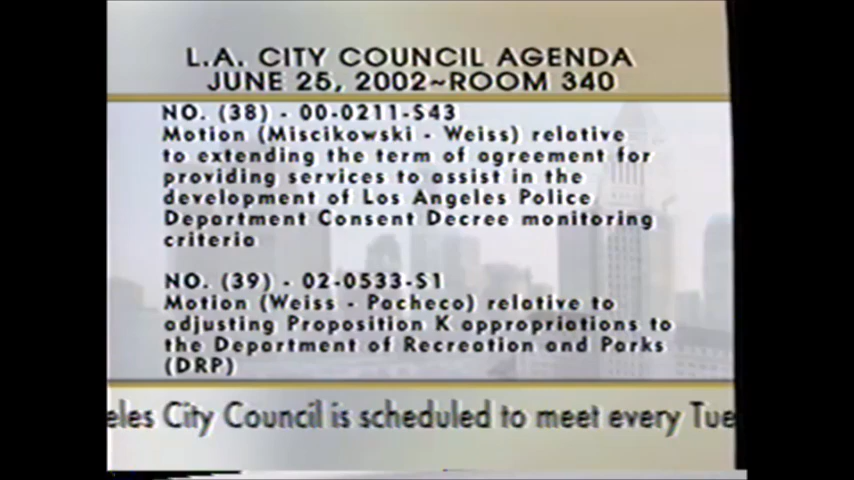 L.A. CITY COUNCIL AGENDA
JUNE 25, 2002~ROOM 340
NO. (38) - 00-0211-S43
Motion (Miscikowski - Weiss) relative
to extending the term of agreement for
providing services to assist in the
development of Los Angeles Police
Department Consent Decree monitoring
criteria
NO. (39) - 02-0533-S1
Motion (Weiss - Pacheco) relative to
adjusting Proposition K appropriations to
the Department of Recreation and Parks
(DRP)
eles City Council is scheduled to meet every Tue